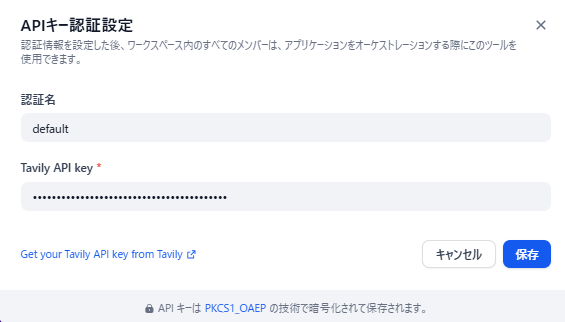 APIキー認証設定
認証情報を設定した後、ワークスペース内のすべてのメンバーは、アプリケーションをオーケストレーションする際にこのツールを
使用できます。
認証名
default
Tavily API key *
•••••••••••••••••••••••••••••••••••••••••
Get your Tavily API key from Tavily
キャンセル
保存
API キーは PKCS1_OAEP の技術で暗号化されて保存されます。